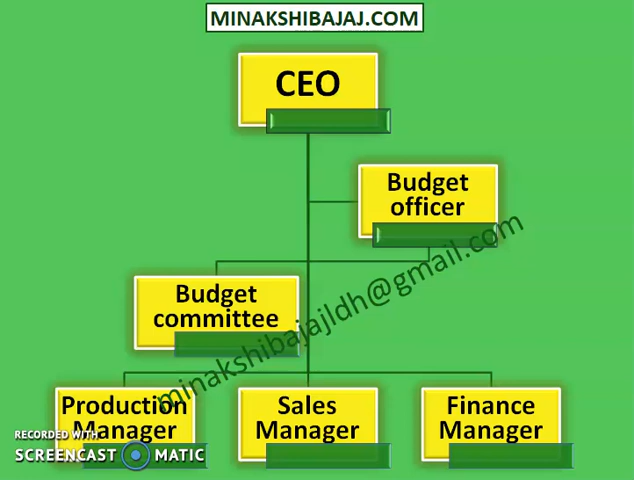 MINAKSHIBAJAJ.COM
CEO
Budget
officer
minakshibajajldh@gmail.com
Budget
committee
Production
Manager
Sales
Manager
Finance
Manager
RECORDED WITH
SCREENCAST MATIC